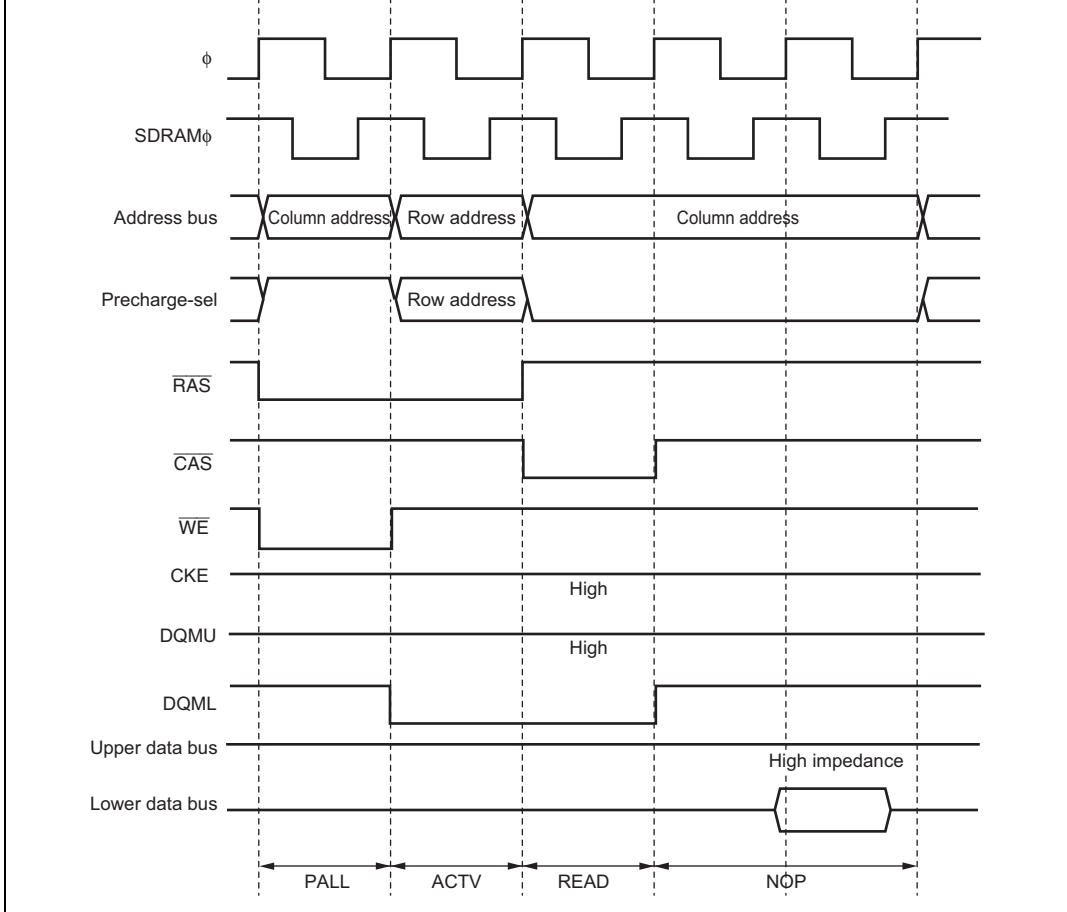 ϕ
SDRAMϕ
Address bus Column address Row address Column address
Precharge-sel Row address
RAS
CAS
WE
CKE High
DQMU High
DQML
Upper data bus
High impedance
Lower data bus
PALL ACTV READ NOP